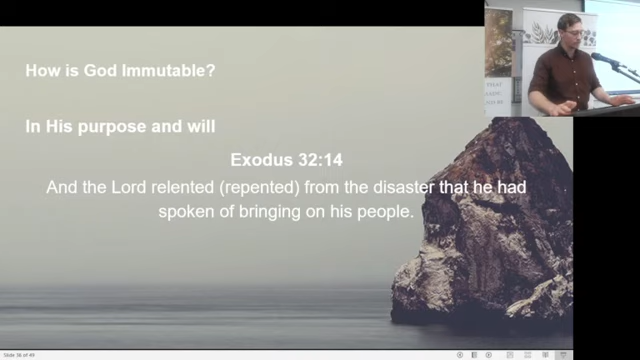 How is God Immutable?
In His purpose and will
Exodus 32:14
And the Lord relented (repented) from the disaster that he had
spoken of bringing on his people.
Slide 36 of 49